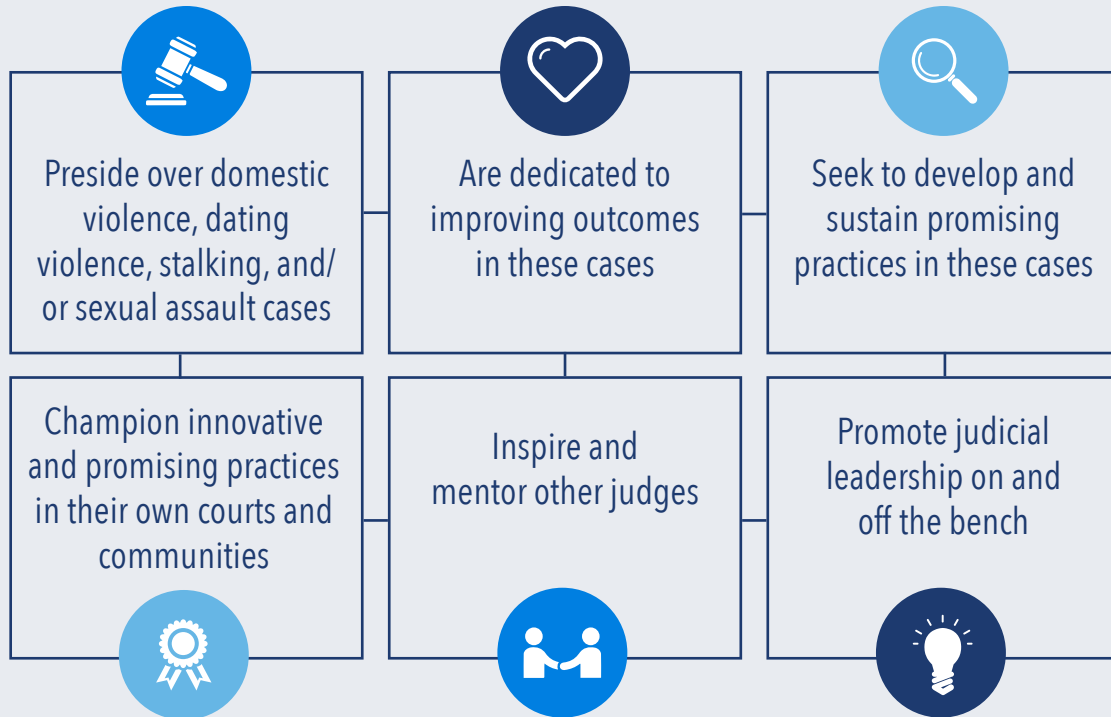 Preside over domestic
violence, dating
violence, stalking, and/
or sexual assault cases
Are dedicated to
improving outcomes
in these cases
Seek to develop and
sustain promising
practices in these cases
Champion innovative
and promising practices
in their own courts and
communities
Inspire and
mentor other judges
Promote judicial
leadership on and
off the bench